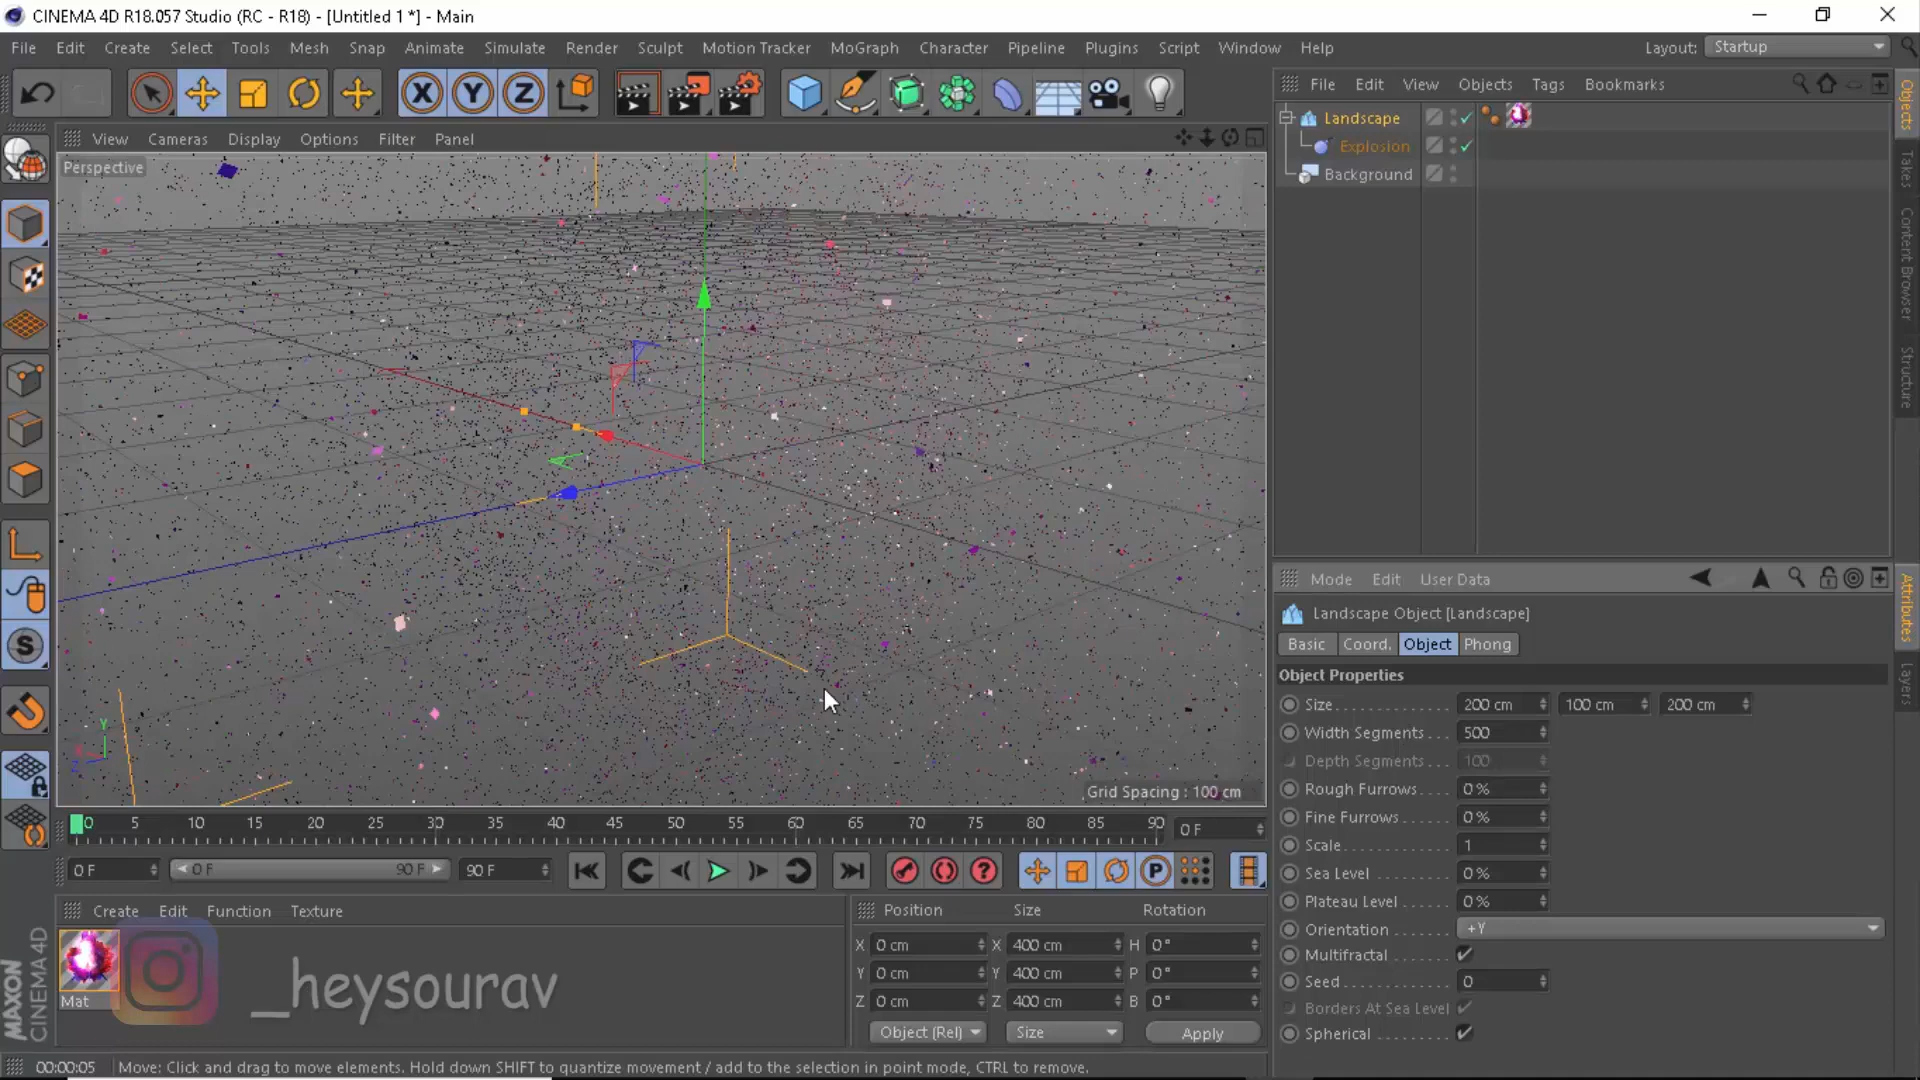 CINEMA 4D R18.057 Studio (RC - R18) - [Untitled 1 *] - Main
File Edit Create Select Tools Mesh Snap Animate Simulate Render Sculpt Motion Tracker MoGraph Character Pipeline Plugins Script Window Help Layout: Startup
X Y Z
File Edit View Objects Tags Bookmarks
View Cameras Display Options Filter Panel
Perspective
Landscape
Explosion
Background
Objects
Takes
Content Browser
Structure
S
Y
Z
Grid Spacing : 100 cm
Mode Edit User Data
Landscape Object [Landscape]
Basic Coord. Object Phong
Object Properties
Size 200 cm 100 cm 200 cm
Width Segments 500
Depth Segments 100
Rough Furrows 0 %
Fine Furrows 0 %
Scale 1
Sea Level 0 %
Plateau Level 0 %
Orientation +Y
Multifractal
Seed 0
Borders At Sea Level
Spherical
Attributes
Layers
0 5 10 15 20 25 30 35 40 45 50 55 60 65 70 75 80 85 90 0 F
0 F 0 F 90 F 90 F P
Create Edit Function Texture
Mat
MAXON
CINEMA 4D
__heysourav
Position Size Rotation
X 0 cm X 400 cm H 0 °
Y 0 cm Y 400 cm P 0 °
Z 0 cm Z 400 cm B 0 °
Object (Rel) Size Apply
00:00:05 Move: Click and drag to move elements. Hold down SHIFT to quantize movement / add to the selection in point mode, CTRL to remove.